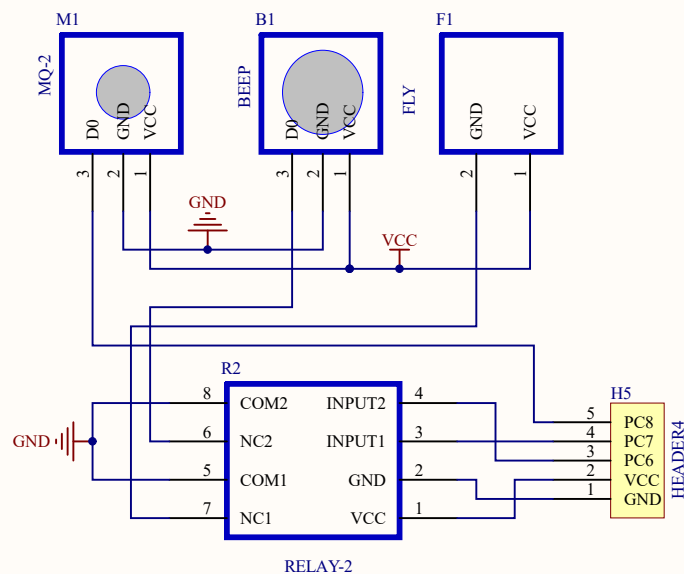 M1
B1
F1
MQ-2
D0
GND
VCC
3
2
1
BEEP
D0
GND
VCC
3
2
1
FLY
GND
VCC
2
1
GND
VCC
R2
8
COM2
INPUT2
4
6
NC2
INPUT1
3
GND
5
COM1
GND
2
7
NC1
VCC
1
RELAY-2
H5
5
PC8
4
PC7
3
PC6
2
VCC
1
GND
HEADER4